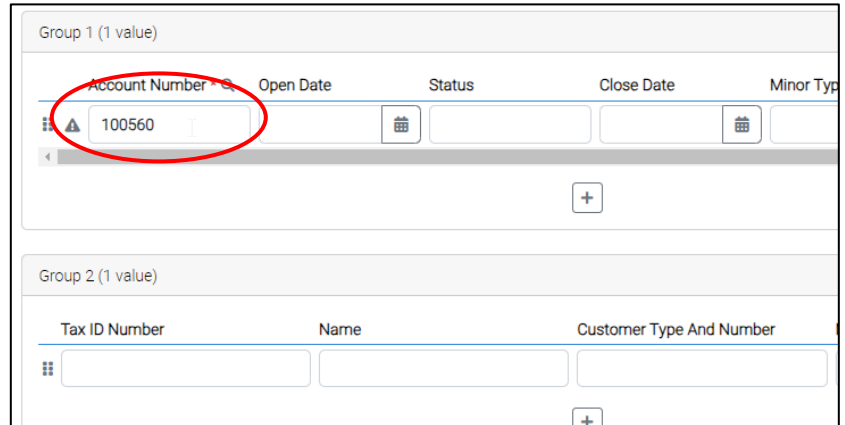 Group 1 (1 value)
Account Number * Open Date Status Close Date Minor Typ
100560
Group 2 (1 value)
Tax ID Number Name Customer Type And Number